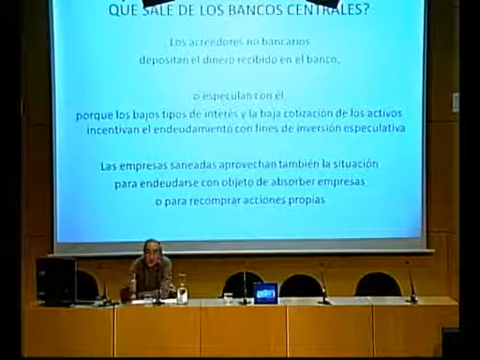 QUE SALE DE LOS BANCOS CENTRALES?
Los acreedores no bancarios
depositan el dinero recibido en el banco,
o especulan con él
porque los bajos tipos de interés y la baja cotización de los activos
incentivan el endeudamiento con fines de inversión especulativa
Las empresas saneadas aprovechan también la situación
para endeudarse con objeto de absorber empresas
o para recomprar acciones propias